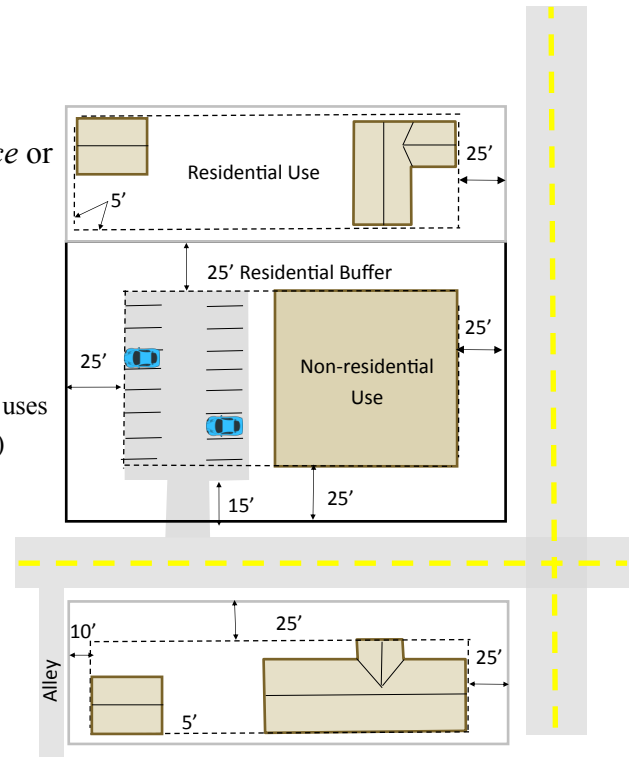 ce or
Residential Use
25′
5′
25′ Residential Buffer
25′
25′
Non-residential
Use
uses
)
15′
25′
10′
25′
25′
Alley
5′